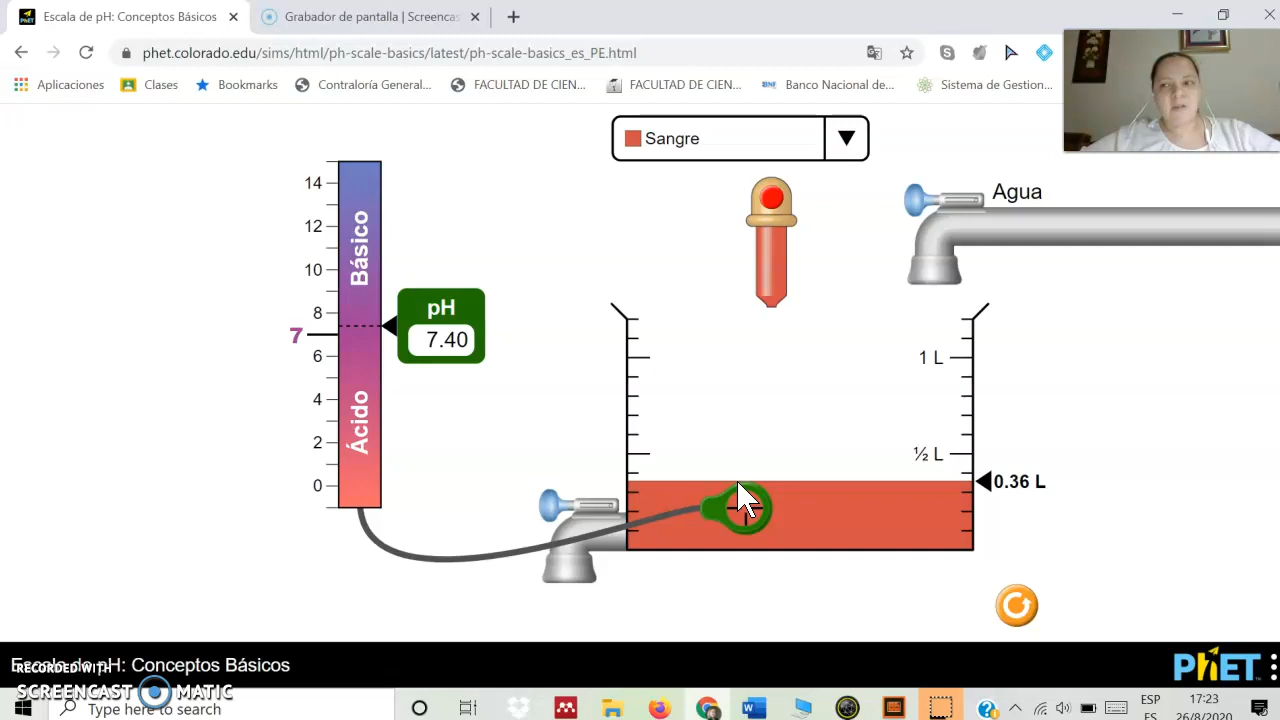 Escala de pH: Conceptos Básicos
Grabador de pantalla | Screencas
phet.colorado.edu/sims/html/ph-scale-basics/latest/ph-scale-basics_es_PE.html
Aplicaciones
Clases
Bookmarks
Contraloría General...
FACULTAD DE CIEN...
FACULTAD DE CIEN...
BNF
Banco Nacional de...
Sistema de Gestion...
Sangre
Agua
14
12
10
8
7
6
4
2
0
Básico
Ácido
pH
7.40
1 L
½ L
0.36 L
Escala de pH: Conceptos Básicos
RECORDED WITH
SCREENCAST MATIC
PhET
Type here to search
ESP
ES
17:23
26/8/2020